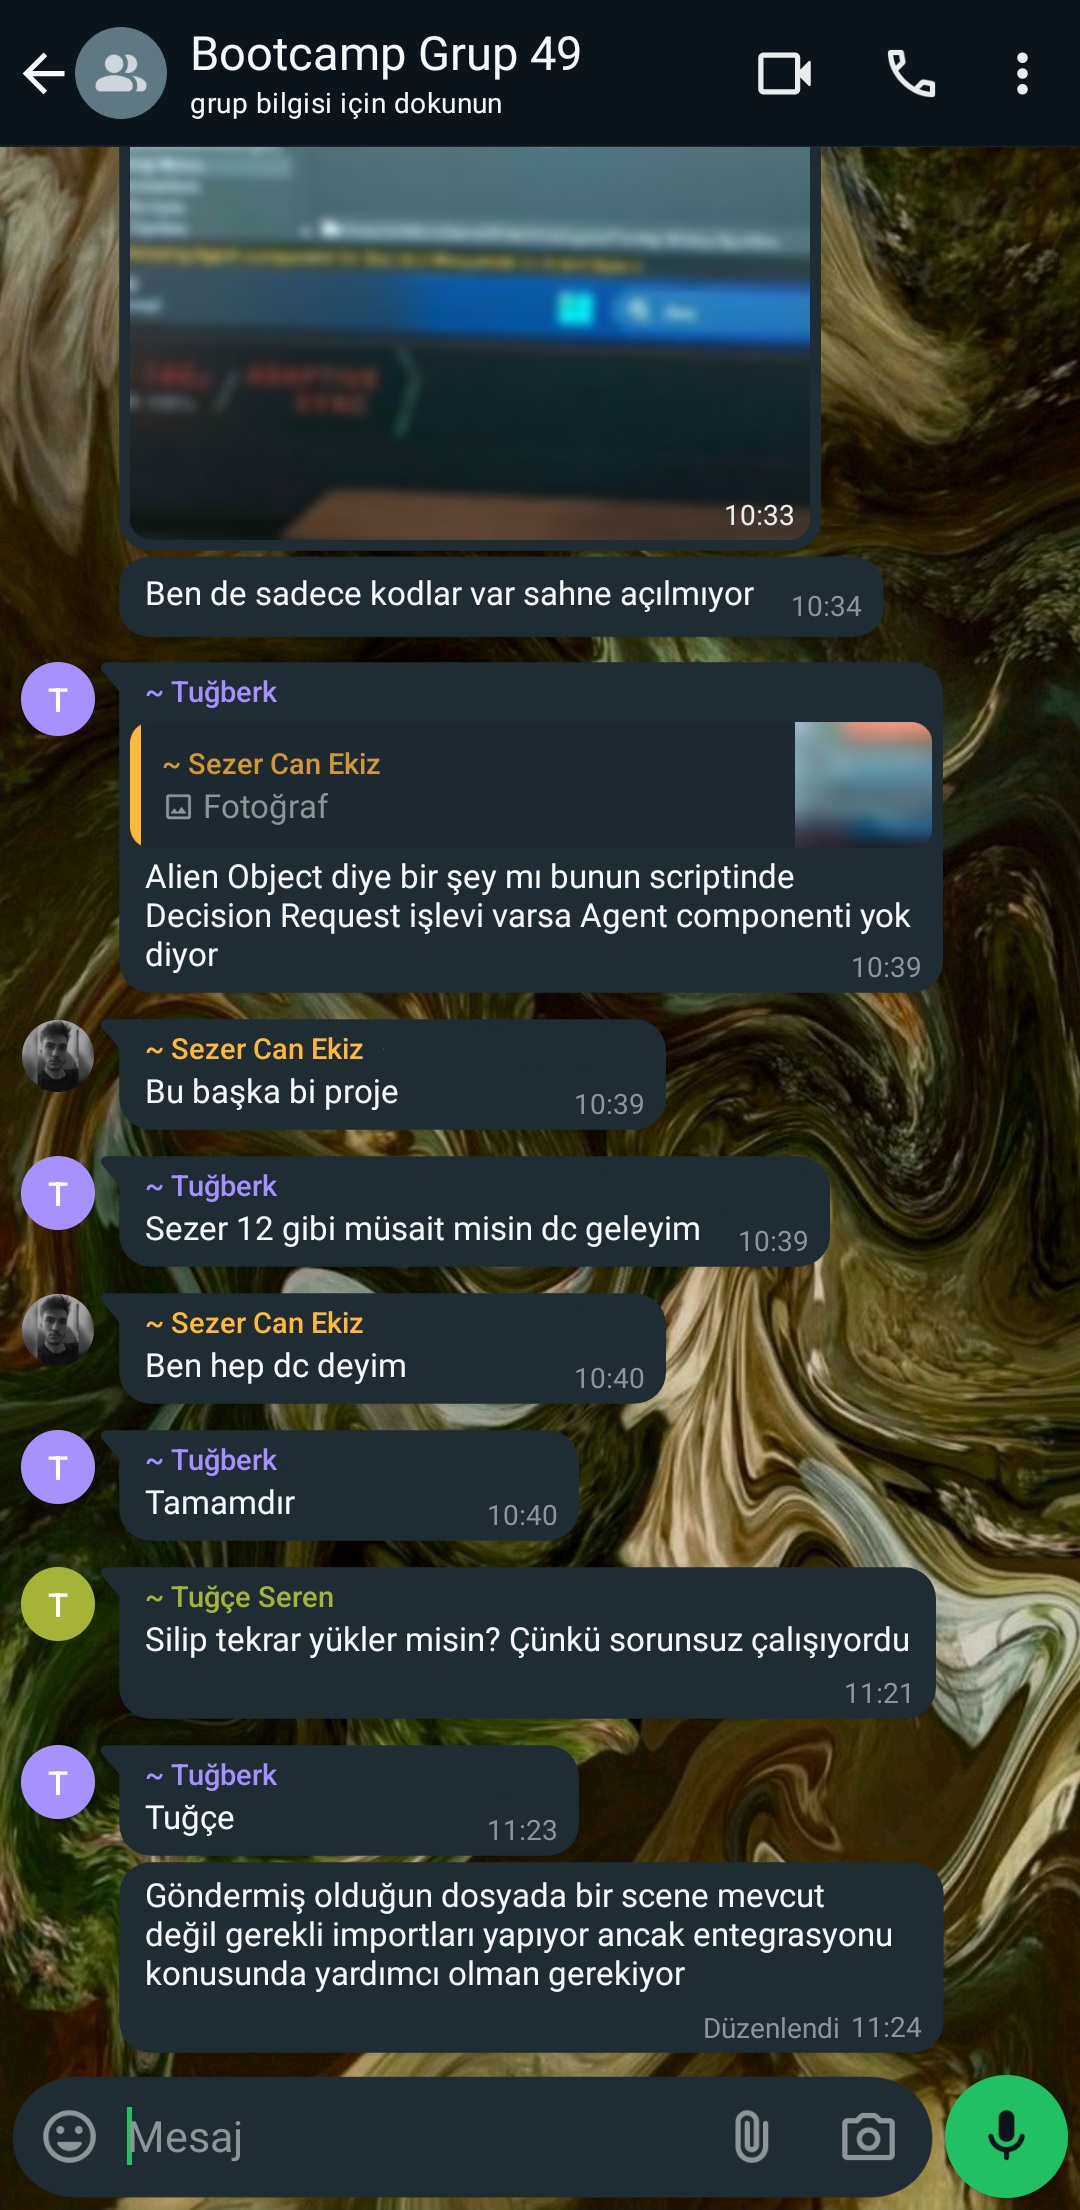 Bootcamp Grup 49
grup bilgisi için dokunun
ADAPTIVE
SYNC
10:33
Ben de sadece kodlar var sahne açılmıyor 10:34
T
~ Tuğberk
~ Sezer Can Ekiz
Fotoğraf
Alien Object diye bir şey mı bunun scriptinde
Decision Request işlevi varsa Agent componenti yok
diyor
10:39
~ Sezer Can Ekiz
Bu başka bi proje 10:39
T
~ Tuğberk
Sezer 12 gibi müsait misin dc geleyim 10:39
~ Sezer Can Ekiz
Ben hep dc deyim 10:40
T
~ Tuğberk
Tamamdır 10:40
T
~ Tuğçe Seren
Silip tekrar yükler misin? Çünkü sorunsuz çalışıyordu
11:21
T
~ Tuğberk
Tuğçe 11:23
Göndermiş olduğun dosyada bir scene mevcut
değil gerekli importları yapıyor ancak entegrasyonu
konusunda yardımcı olman gerekiyor
Düzenlendi 11:24
Mesaj